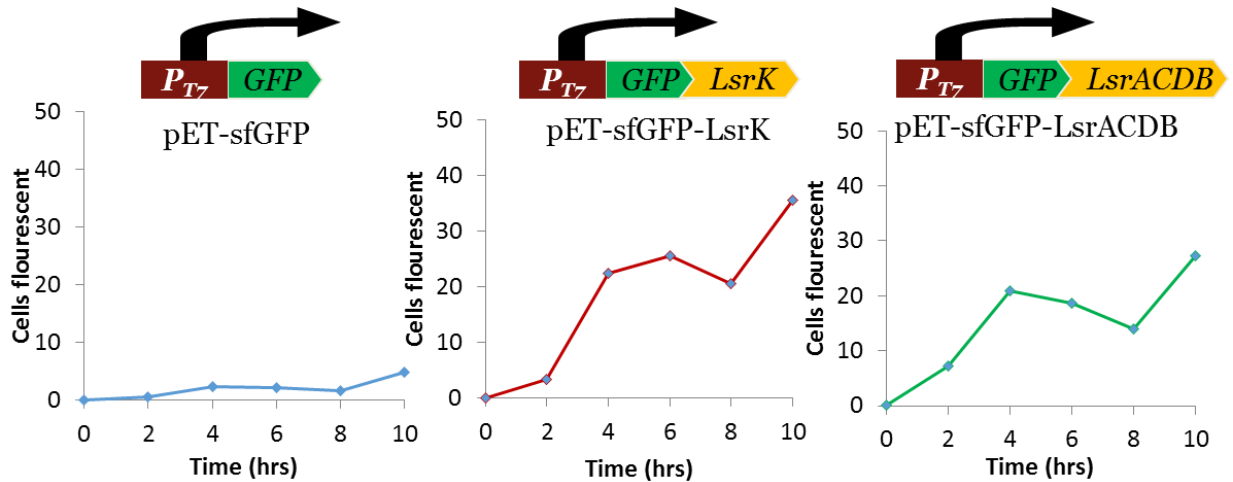 P_T7 GFP
pET-sfGFP
50
40
30
20
10
0
0 2 4 6 8 10
Cells flourescent
Time (hrs)
P_T7 GFP LsrK
pET-sfGFP-LsrK
50
40
30
20
10
0
0 2 4 6 8 10
Cells flourescent
Time (hrs)
P_T7 GFP LsrACDB
pET-sfGFP-LsrACDB
50
40
30
20
10
0
0 2 4 6 8 10
Cells flourescent
Time (hrs)